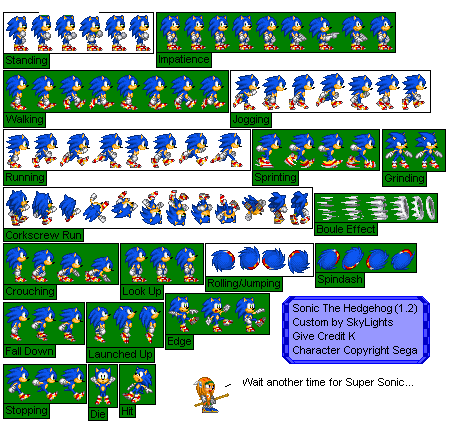 Standing
Impatience
Walking
Jogging
Running
Sprinting
Grinding
Corkscrew Run
Boule Effect
Crouching
Look Up
Rolling/Jumping
Spindash
Fall Down
Launched Up
Edge
Sonic The Hedgehog (1.2)
Custom by SkyLights
Give Credit K
Character Copyright Sega
Stopping
Die
Hit
Wait another time for Super Sonic...